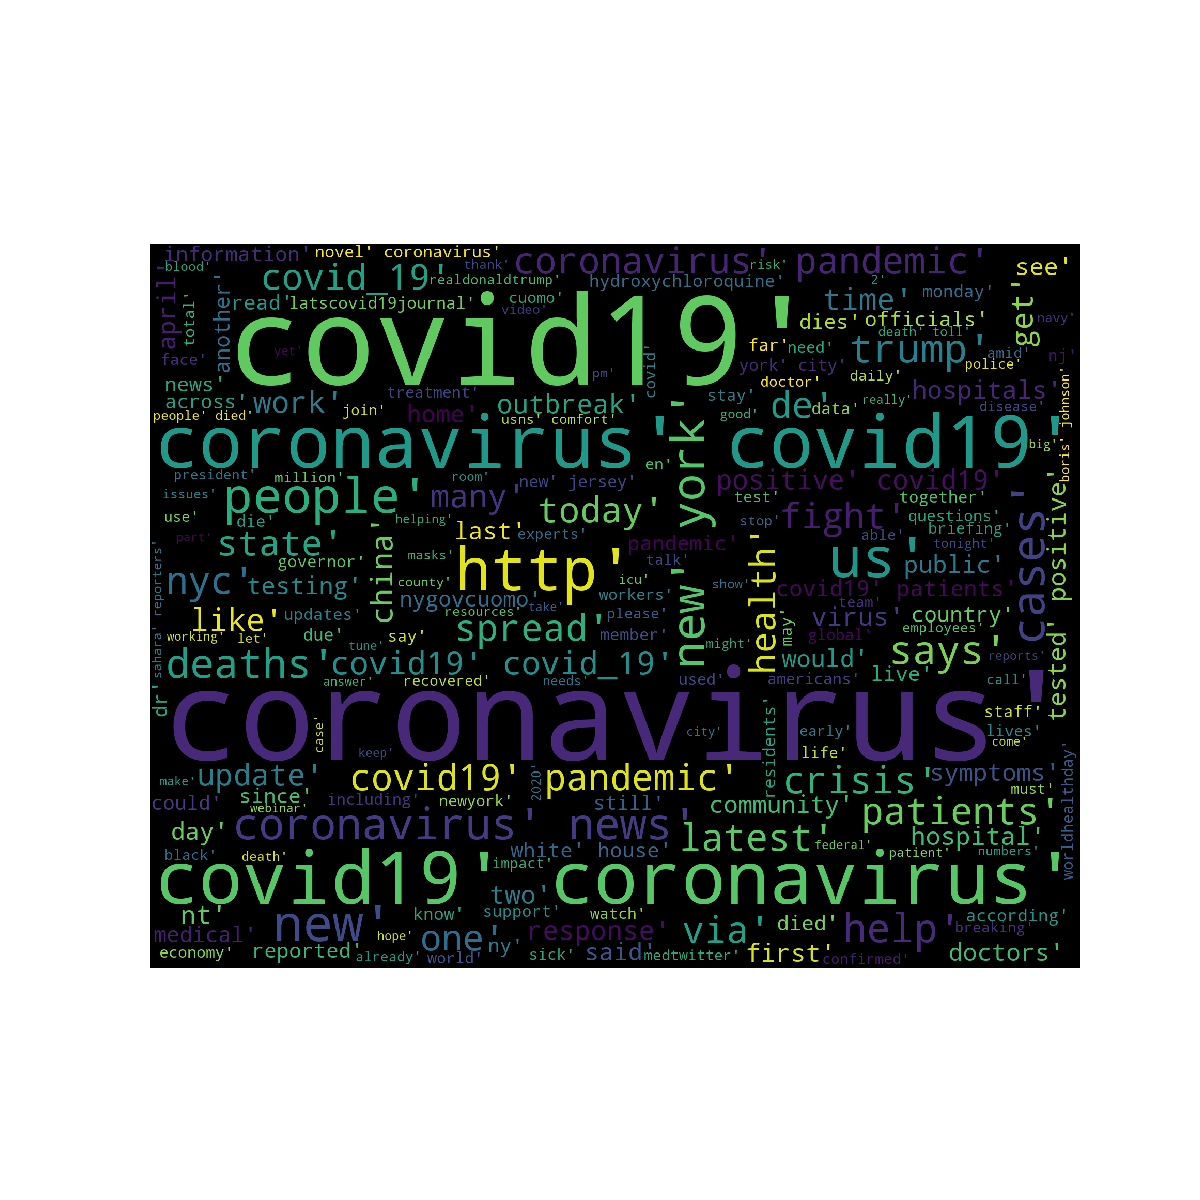 information' novel' coronavirus' coronavirus' pandemic' see'
blood' covid_19' realdonaldtrump' thank' risk' hydroxychloroquine' 2'
april' total' another' read' latscovid19journal' cuomo' video' time' monday' get' navy'
covid19' dies' officials' death' toll'
face' yet' far' need' trump' amid' nj' police'
news' pm' covid' york' city' doctor' daily' hospitals'
across' work' join' treatment' home' outbreak' stay' de' data' really' disease'
people' died' usns' comfort' good' boris' johnson'
coronavirus' covid19' big'
president' million' room' en' new' jersey' positive' covid19'
issues' people' many' today' test' together'
use' die' helping' last' experts' stop' fight' able' questions' briefing'
part' state' governor' china' masks' http' pandemic' talk' us' tonight' cases' positive'
nyc' testing' county' nygovcuomo' take' icu' workers' new' york' show' health' covid19' patients' public'
like' updates' resources' please' team' virus' country'
working' let' due' say' spread' member' might' may' global' employees' says' tested'
sahara' reporters' tune' would' reports'
deaths' covid19' covid_19' live'
dr' answer' recovered' needs' used' americans' call'
coronavirus' staff'
case' city' early' lives'
keep' residents' life' come'
make' update' covid19' pandemic' 2020' crisis' symptoms' must'
could' since' webinar' including' newyork' still' community' patients' worldhealthday'
day' coronavirus' news' latest' hospital'
black' death' white' house' federal' patient' numbers'
covid19' impact' coronavirus'
two'
nt' new' know' support' watch' died' according'
medical' hope' one' ny' response' via' help' breaking'
economy' reported' already' world' sick' said' medtwitter' first' confirmed' doctors'